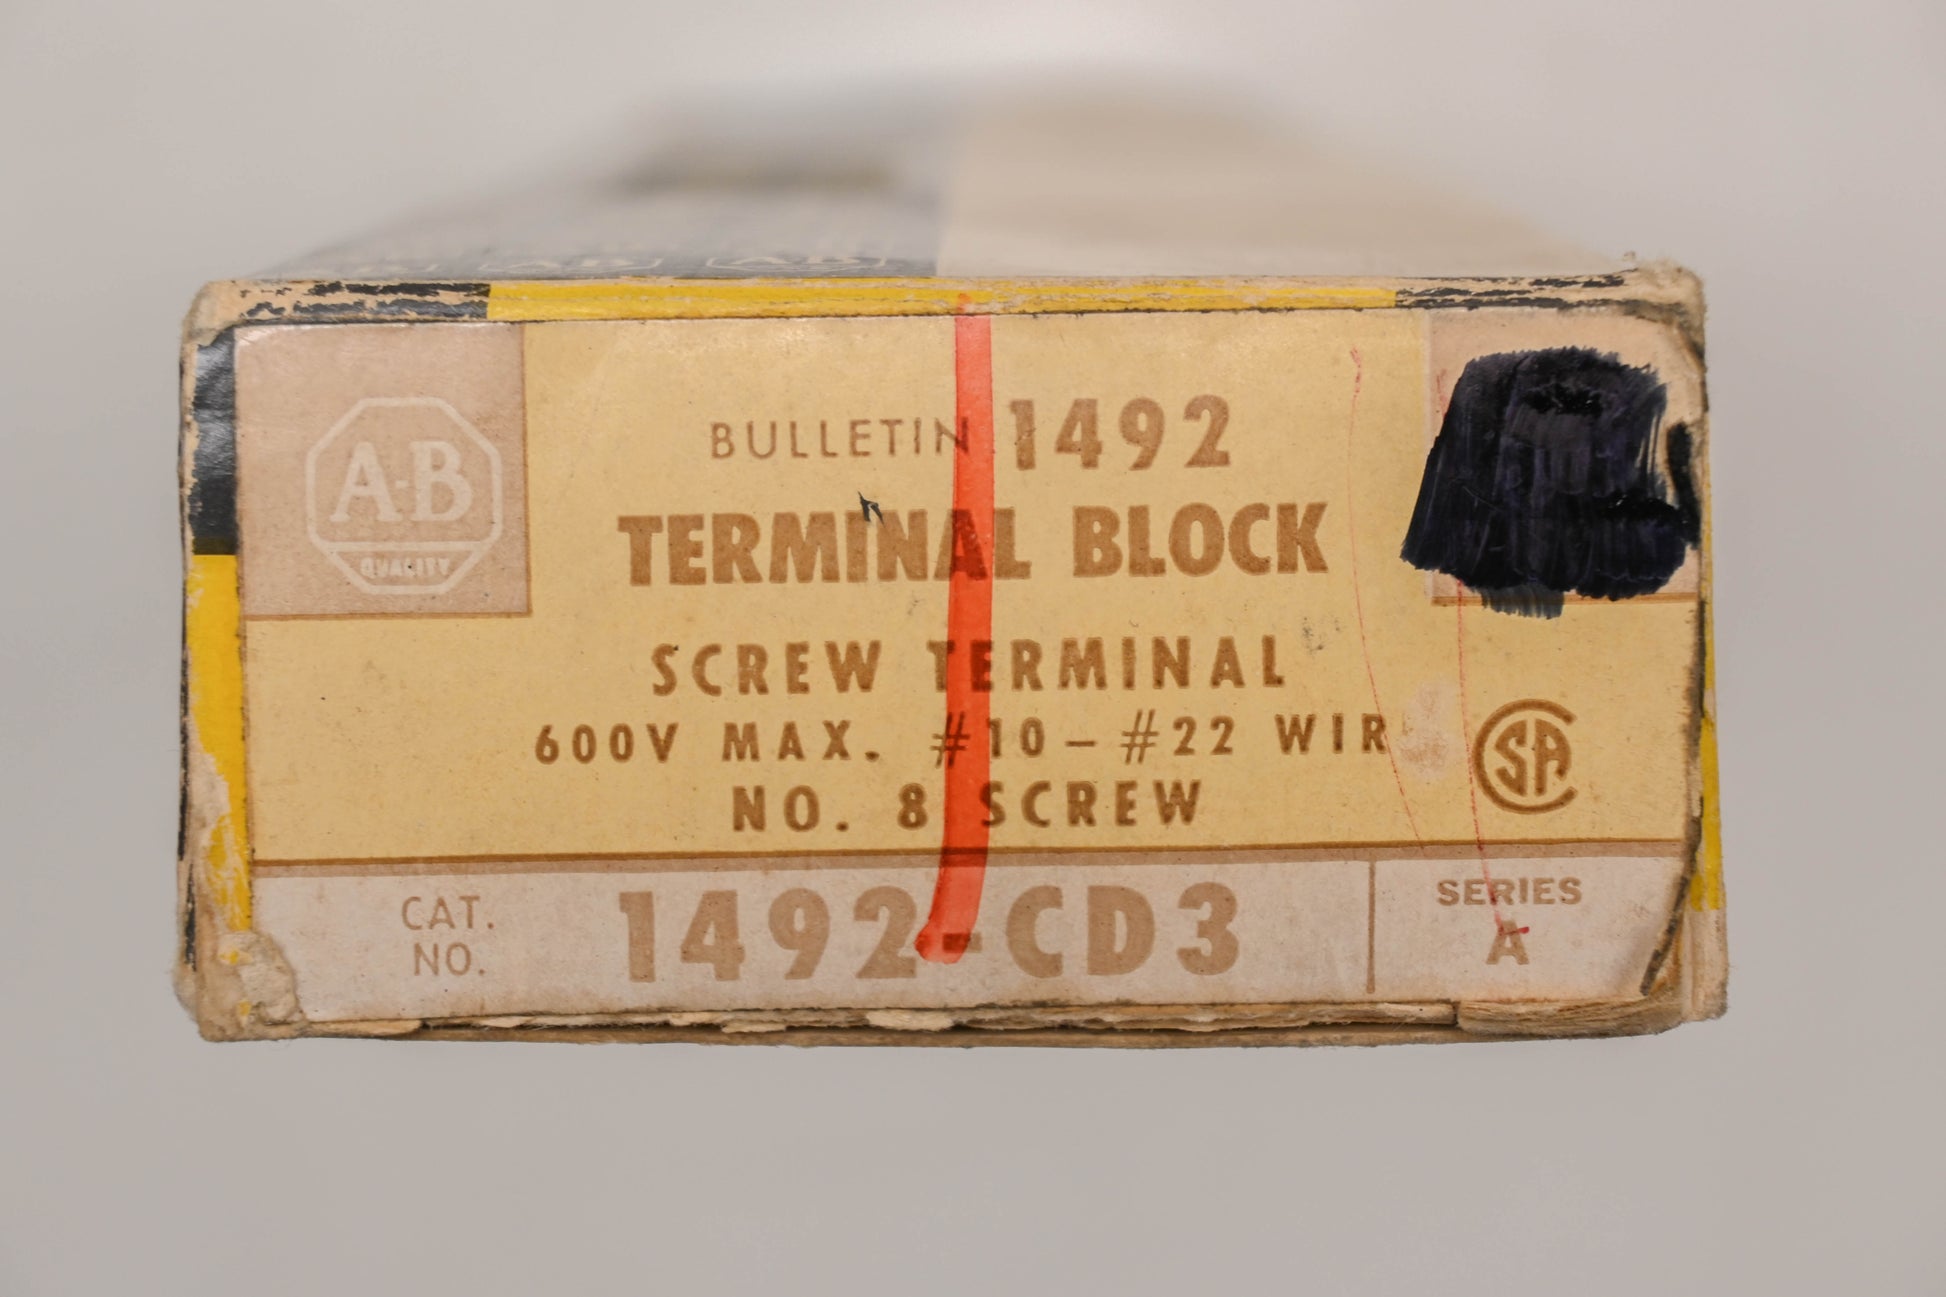 A-B
QUALITY
BULLETIN 1492
TERMINAL BLOCK
SCREW TERMINAL
600V MAX. #10 – #22 WIR
NO. 8 SCREW
CSA
CAT. NO.
1492-CD3
SERIES
A